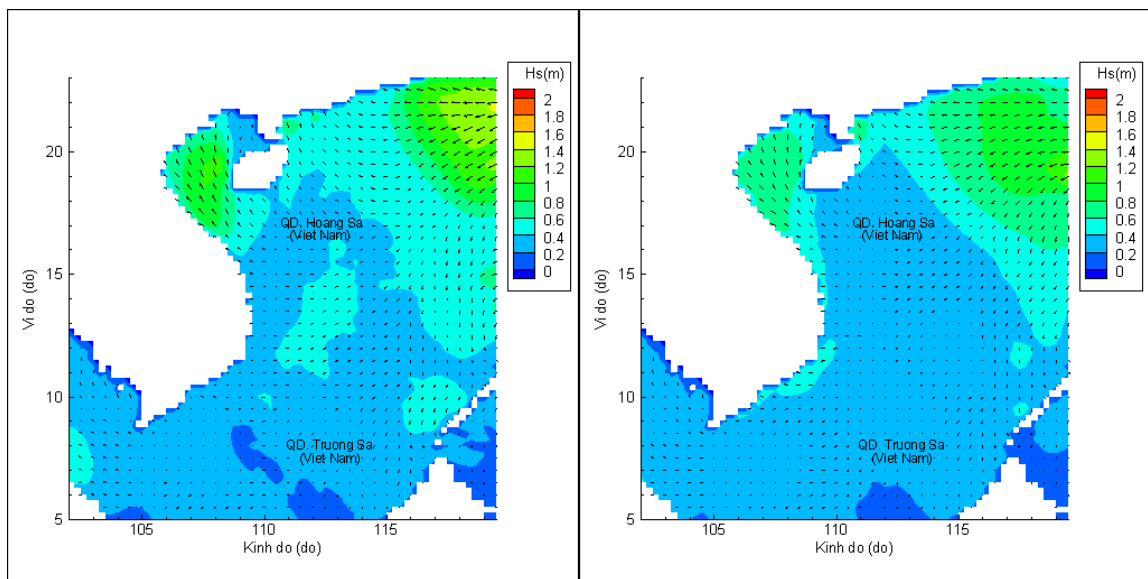 Hs(m)
2
1.8
1.6
1.4
1.2
1
0.8
0.6
0.4
0.2
0
20
15
10
5
Vi do (do)
QD. Hoang Sa
(Viet Nam)
QD. Truong Sa
(Viet Nam)
105
110
115
Kinh do (do)
Hs(m)
2
1.8
1.6
1.4
1.2
1
0.8
0.6
0.4
0.2
0
20
15
10
5
Vi do (do)
QD. Hoang Sa
(Viet Nam)
QD. Truong Sa
(Viet Nam)
105
110
115
Kinh do (do)